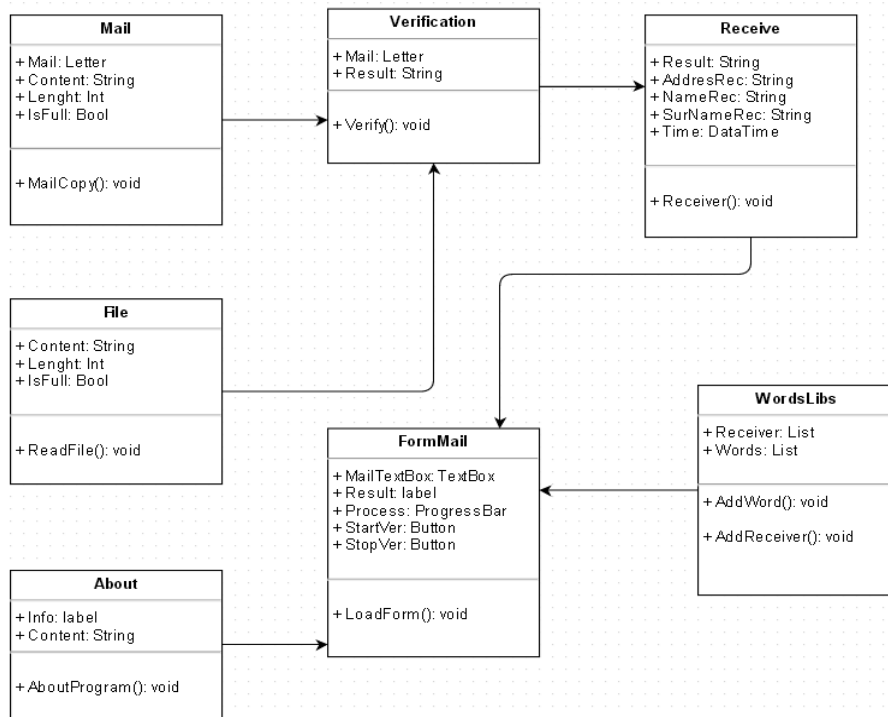 Mail
+ Mail: Letter
+ Content: String
+ Lenght: Int
+ IsFull: Bool
+ MailCopy(): void
Verification
+ Mail: Letter
+ Result: String
+ Verify(): void
Receive
+ Result: String
+ AddresRec: String
+ NameRec: String
+ SurNameRec: String
+ Time: DataTime
+ Receiver(): void
File
+ Content: String
+ Lenght: Int
+ IsFull: Bool
+ ReadFile(): void
FormMail
+ MailTextBox: TextBox
+ Result: label
+ Process: ProgressBar
+ StartVer: Button
+ StopVer: Button
+ LoadForm(): void
WordsLibs
+ Receiver: List
+ Words: List
+ AddWord(): void
+ AddReceiver(): void
About
+ Info: label
+ Content: String
+ AboutProgram(): void